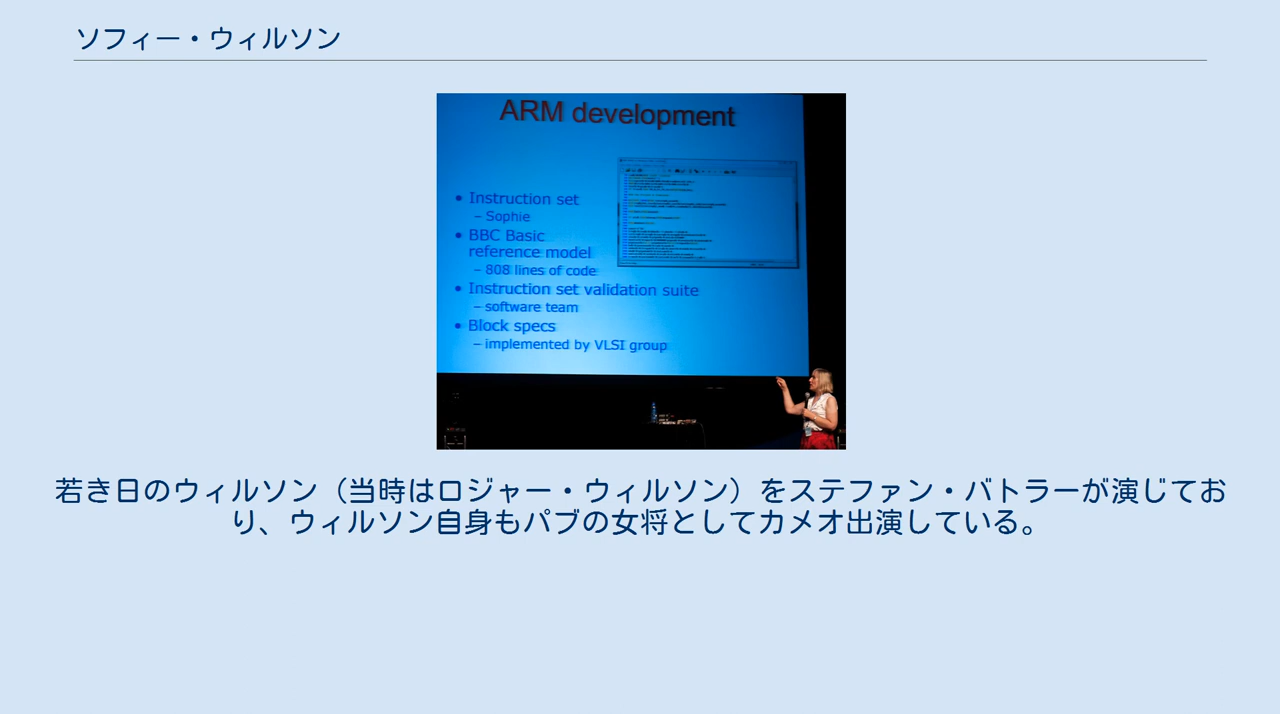 ソフィー・ウィルソン
ARM development
• Instruction set
– Sophie
• BBC Basic
reference model
– 808 lines of code
• Instruction set validation suite
– software team
• Block specs
– implemented by VLSI group
若き日のウィルソン（当時はロジャー・ウィルソン）をステファン・バトラーが演じてお
り、ウィルソン自身もパブの女将としてカメオ出演している。